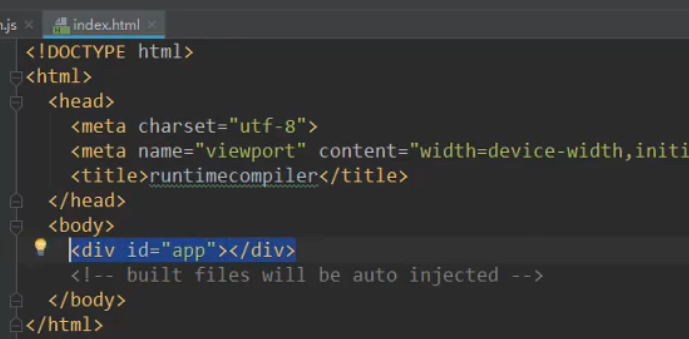 n.js × index.html ×
<!DOCTYPE html>
<html>
<head>
<meta charset="utf-8">
<meta name="viewport" content="width=device-width,initi
<title>runtimecompiler</title>
</head>
<body>
<div id="app"></div>
<!-- built files will be auto injected -->
</body>
</html>